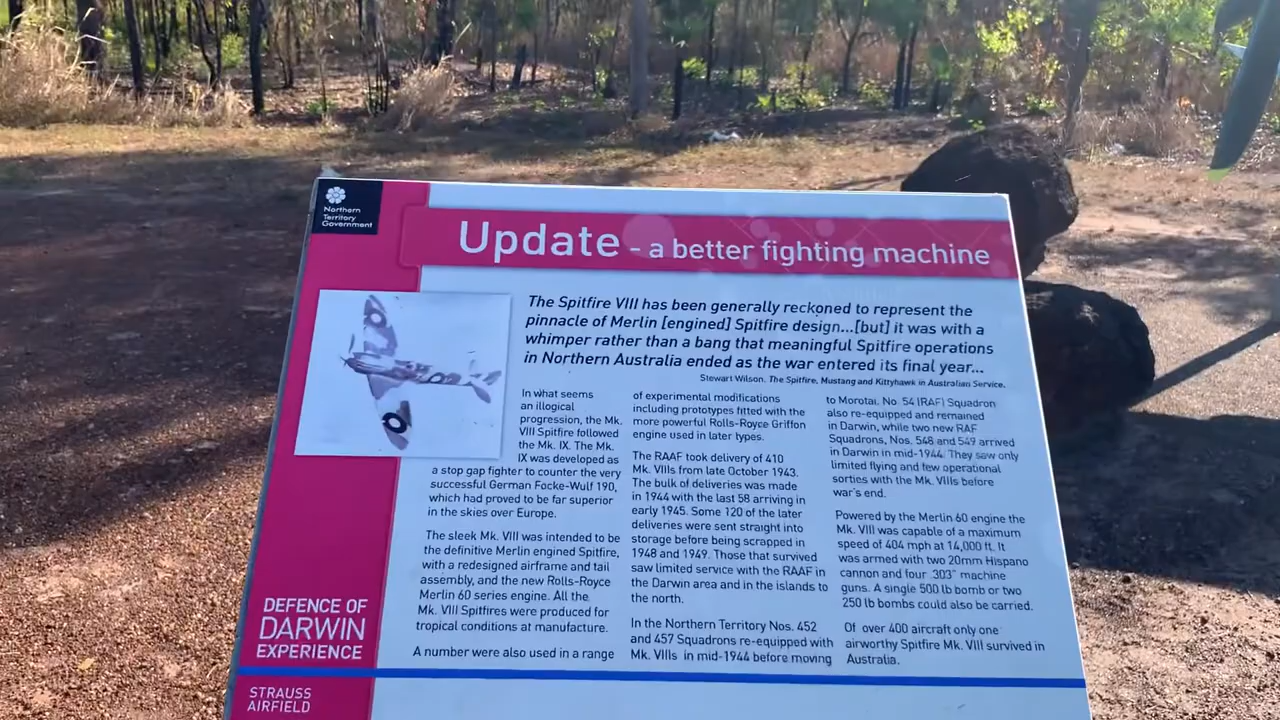 Northern
Territory
Government
Update - a better fighting machine
The Spitfire VIII has been generally reckoned to represent the
pinnacle of Merlin [engined] Spitfire design...[but] it was with a
whimper rather than a bang that meaningful Spitfire operations
in Northern Australia ended as the war entered its final year...
Stewart Wilson. The Spitfire, Mustang and Kittyhawk in Australian Service.
In what seems
an illogical
progression, the Mk.
VIII Spitfire followed
the Mk. IX. The Mk.
IX was developed as
a stop gap fighter to counter the very
successful German Focke-Wulf 190,
which had proved to be far superior
in the skies over Europe.
The sleek Mk. VIII was intended to be
the definitive Merlin engined Spitfire,
with a redesigned airframe and tail
assembly, and the new Rolls-Royce
Merlin 60 series engine. All the
Mk. VIII Spitfires were produced for
tropical conditions at manufacture.
A number were also used in a range
of experimental modifications
including prototypes fitted with the
more powerful Rolls-Royce Griffon
engine used in later types.
The RAAF took delivery of 410
Mk. VIIIs from late October 1943.
The bulk of deliveries was made
in 1944 with the last 58 arriving in
early 1945. Some 120 of the later
deliveries were sent straight into
storage before being scrapped in
1948 and 1949. Those that survived
saw limited service with the RAAF in
the Darwin area and in the islands to
the north.
In the Northern Territory Nos. 452
and 457 Squadrons re-equipped with
Mk. VIIIs in mid-1944 before moving
to Morotai. No. 54 (RAF) Squadron
also re-equipped and remained
in Darwin, while two new RAF
Squadrons, Nos. 548 and 549 arrived
in Darwin in mid-1944. They saw only
limited flying and few operational
sorties with the Mk. VIIIs before
war's end.
Powered by the Merlin 60 engine the
Mk. VIII was capable of a maximum
speed of 404 mph at 14,000 ft. It
was armed with two 20mm Hispano
cannon and four .303" machine
guns. A single 500 lb bomb or two
250 lb bombs could also be carried.
Of over 400 aircraft only one
airworthy Spitfire Mk. VIII survived in
Australia.
DEFENCE OF
DARWIN
EXPERIENCE
STRAUSS
AIRFIELD